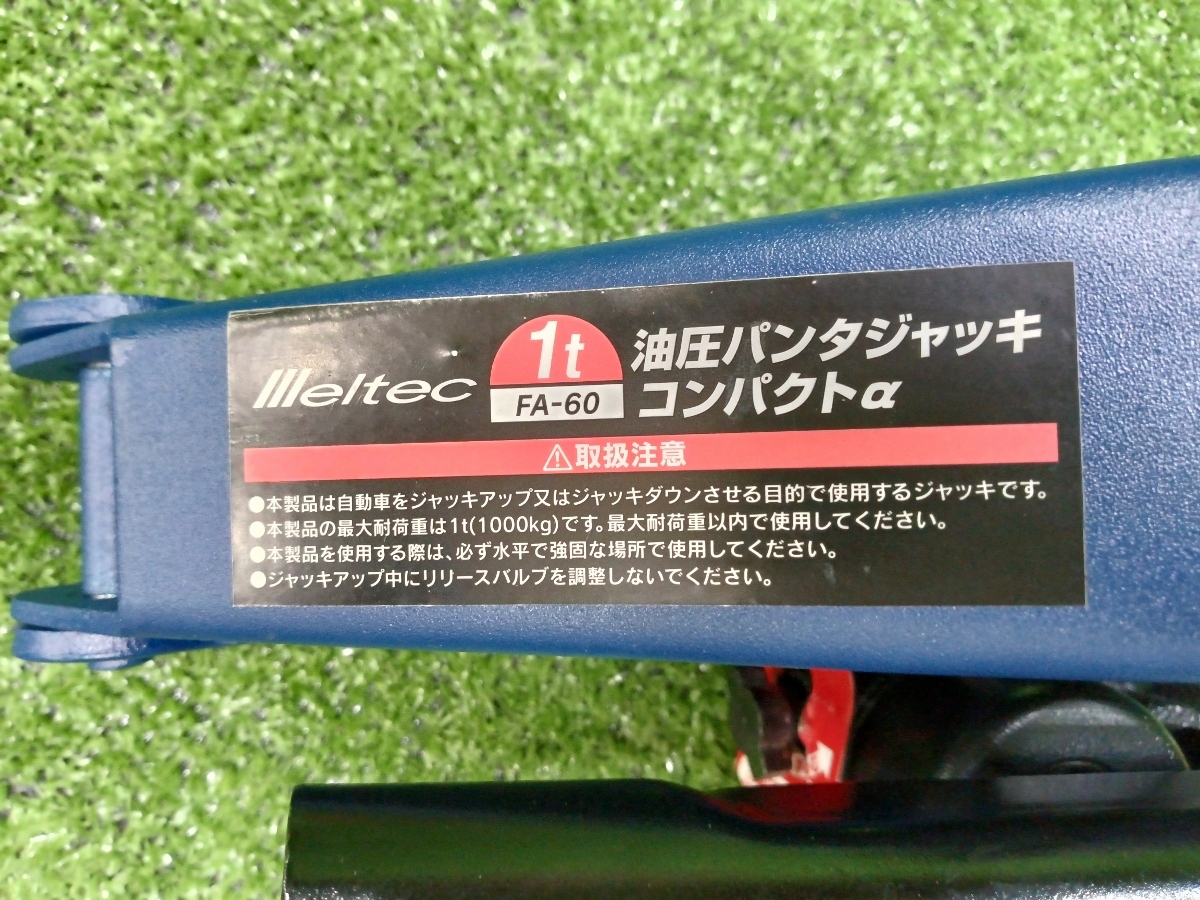 Meltec
1t
FA-60
油圧パンタジャッキ
コンパクトα
⚠取扱注意
●本製品は自動車をジャッキアップ又はジャッキダウンさせる目的で使用するジャッキです。
●本製品の最大耐荷重は1t(1000kg)です。最大耐荷重以内で使用してください。
●本製品を使用する際は、必ず水平で強固な場所で使用してください。
●ジャッキアップ中にリリースバルブを調整しないでください。